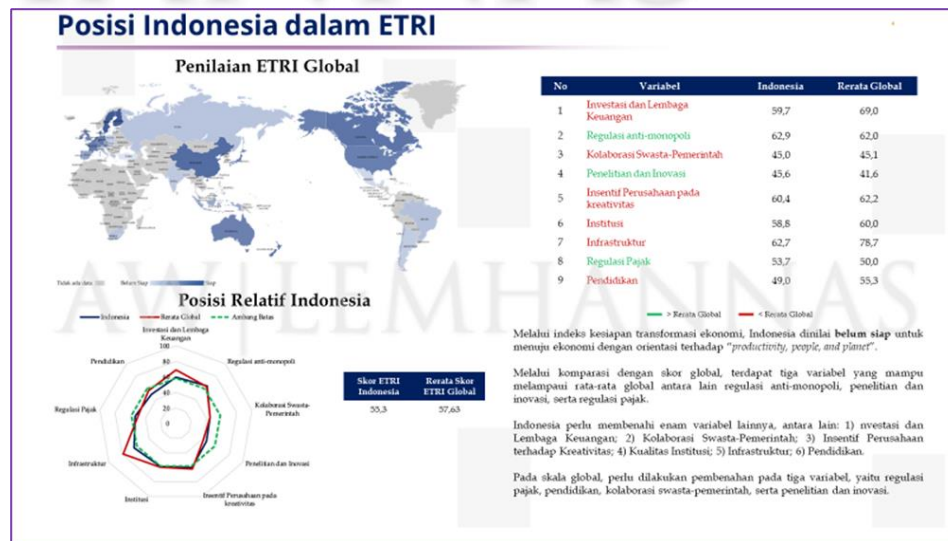 Posisi Indonesia dalam ETRI
Penilaian ETRI Global
Tidak ada data
Belum Siap
Siap
Posisi Relatif Indonesia
Indonesia
Rerata Global
Ambang Batas
Investasi dan Lembaga
Keuangan
100
80
60
40
20
0
Regulasi anti-monopoli
Kolaborasi Swasta-
Pemerintah
Penelitian dan Inovasi
Insentif Perusahaan pada
kreativitas
Institusi
Infrastruktur
Regulasi Pajak
Pendidikan
Skor ETRI Indonesia
Rerata Skor ETRI Global
55,3 57,63
No Variabel Indonesia Rerata Global
1 Investasi dan Lembaga Keuangan 59,7 69,0
2 Regulasi anti-monopoli 62,9 62,0
3 Kolaborasi Swasta-Pemerintah 45,0 45,1
4 Penelitian dan Inovasi 45,6 41,6
5 Insentif Perusahaan pada kreativitas 60,4 62,2
6 Institusi 58,8 60,0
7 Infrastruktur 62,7 78,7
8 Regulasi Pajak 53,7 50,0
9 Pendidikan 49,0 55,3
> Rerata Global < Rerata Global
AW|LEMHANNAS
Melalui indeks kesiapan transformasi ekonomi, Indonesia dinilai belum siap untuk
menuju ekonomi dengan orientasi terhadap "productivity, people, and planet".
Melalui komparasi dengan skor global, terdapat tiga variabel yang mampu
melampaui rata-rata global antara lain regulasi anti-monopoli, penelitian dan
inovasi, serta regulasi pajak.
Indonesia perlu membenahi enam variabel lainnya, antara lain: 1) nvestasi dan
Lembaga Keuangan; 2) Kolaborasi Swasta-Pemerintah; 3) Insentif Perusahaan
terhadap Kreativitas; 4) Kualitas Institusi; 5) Infrastruktur; 6) Pendidikan.
Pada skala global, perlu dilakukan pembenahan pada tiga variabel, yaitu regulasi
pajak, pendidikan, kolaborasi swasta-pemerintah, serta penelitian dan inovasi.